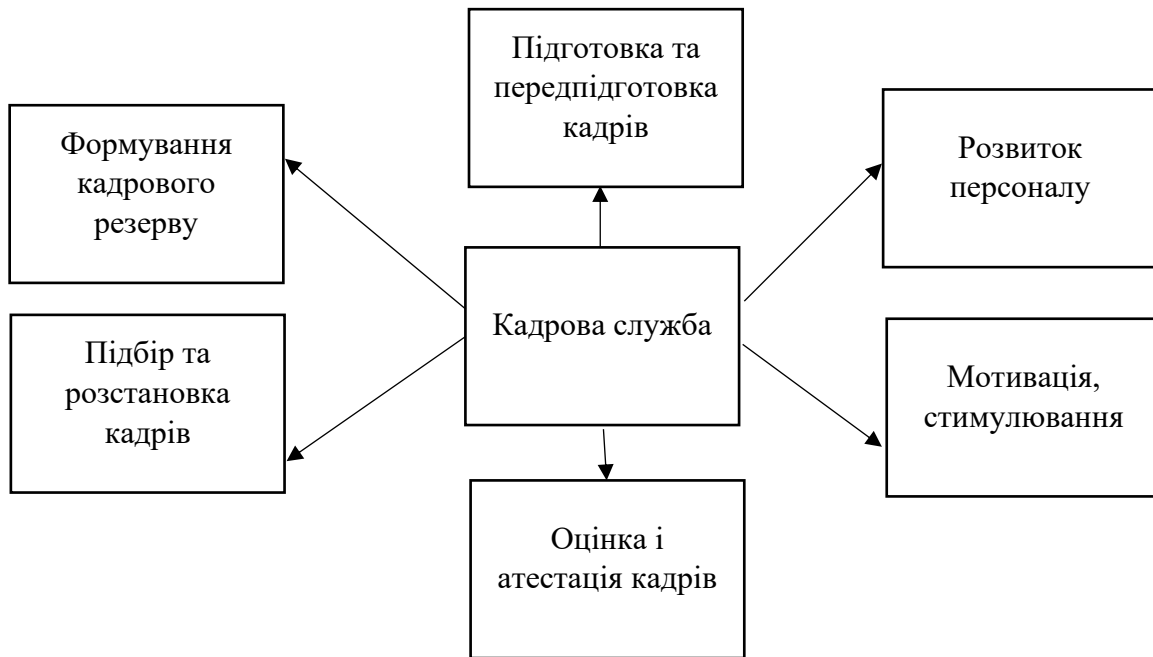 Підготовка та
передпідготовка
кадрів
Формування
кадрового
резерву
Розвиток
персоналу
Кадрова служба
Підбір та
розстановка
кадрів
Мотивація,
стимулювання
Оцінка і
атестація кадрів